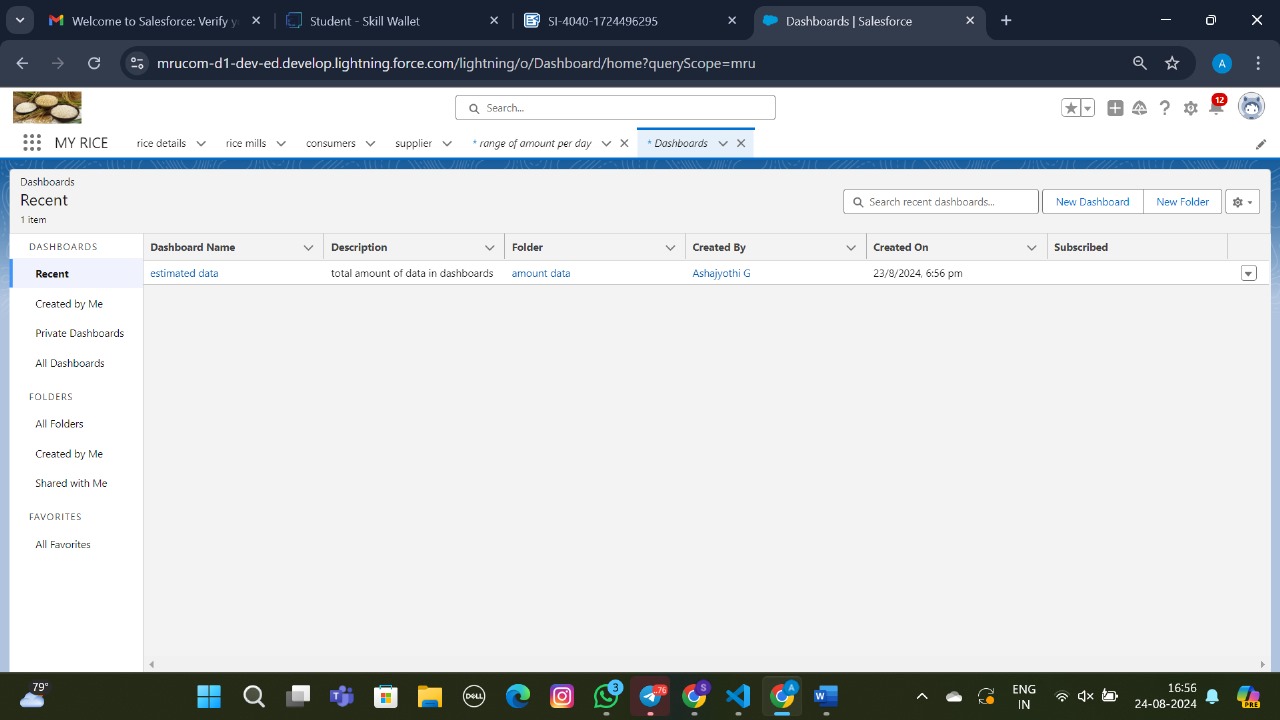 Welcome to Salesforce: Verify y
Student - Skill Wallet
SI-4040-1724496295
Dashboards | Salesforce
mrucom-d1-dev-ed.develop.lightning.force.com/lightning/o/Dashboard/home?queryScope=mru
A
Search...
12
MY RICE
rice details
rice mills
consumers
supplier
* range of amount per day
* Dashboards
Dashboards
Recent
1 item
Search recent dashboards...
New Dashboard
New Folder
DASHBOARDS
Dashboard Name
Description
Folder
Created By
Created On
Subscribed
Recent
estimated data
total amount of data in dashboards
amount data
Ashajyothi G
23/8/2024, 6:56 pm
Created by Me
Private Dashboards
All Dashboards
FOLDERS
All Folders
Created by Me
Shared with Me
FAVORITES
All Favorites
79°
DELL
3
76
S
A
ENG
IN
16:56
24-08-2024
PRE